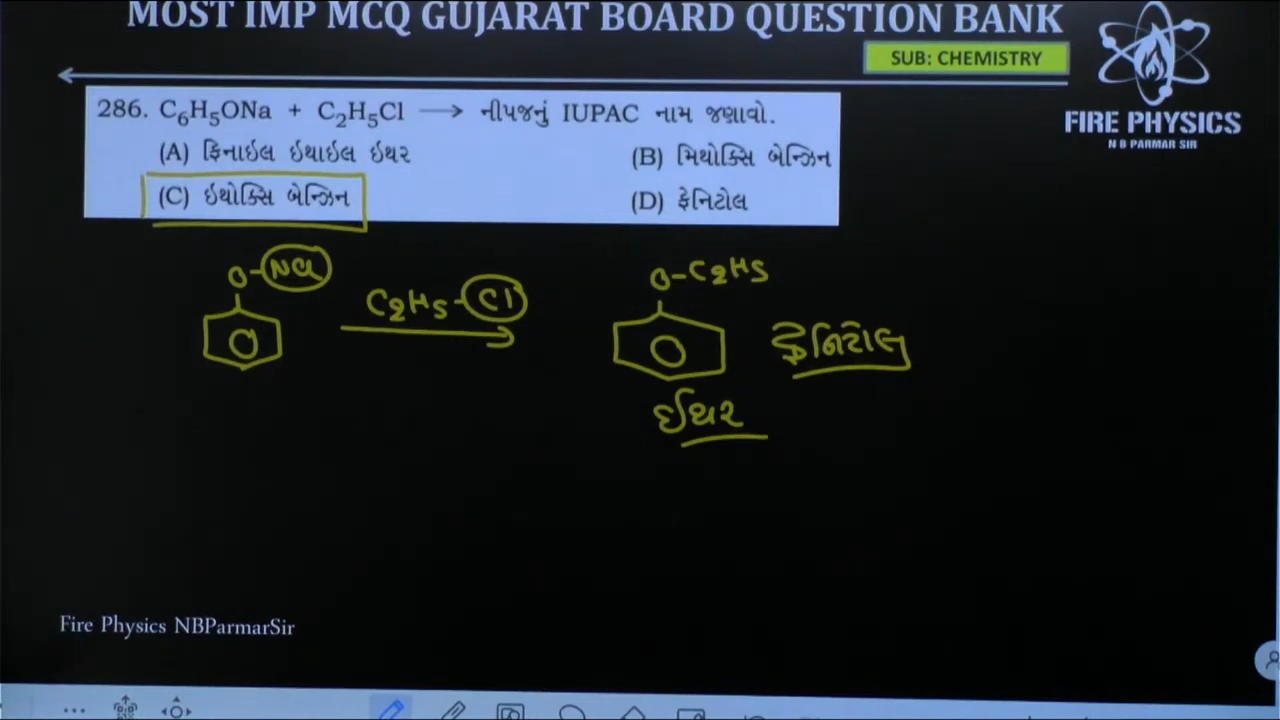 MOST IMP MCQ GUJARAT BOARD QUESTION BANK
SUB: CHEMISTRY
FIRE PHYSICS
N B PARMAR SIR
286. C₆H₅ONa + C₂H₅Cl ⟶ નીપજનું IUPAC નામ જણાવો.
(A) ફિનાઇલ ઇથાઇલ ઇથર (B) મિથોક્સિ બેન્ઝિન
(C) ઇથોક્સિ બેન્ઝિન (D) ફેનિટોલ
O-Na
C₂H₅-Cl
O-C₂H₅
ફેનિટોલ
ઈથર
Fire Physics NBParmarSir